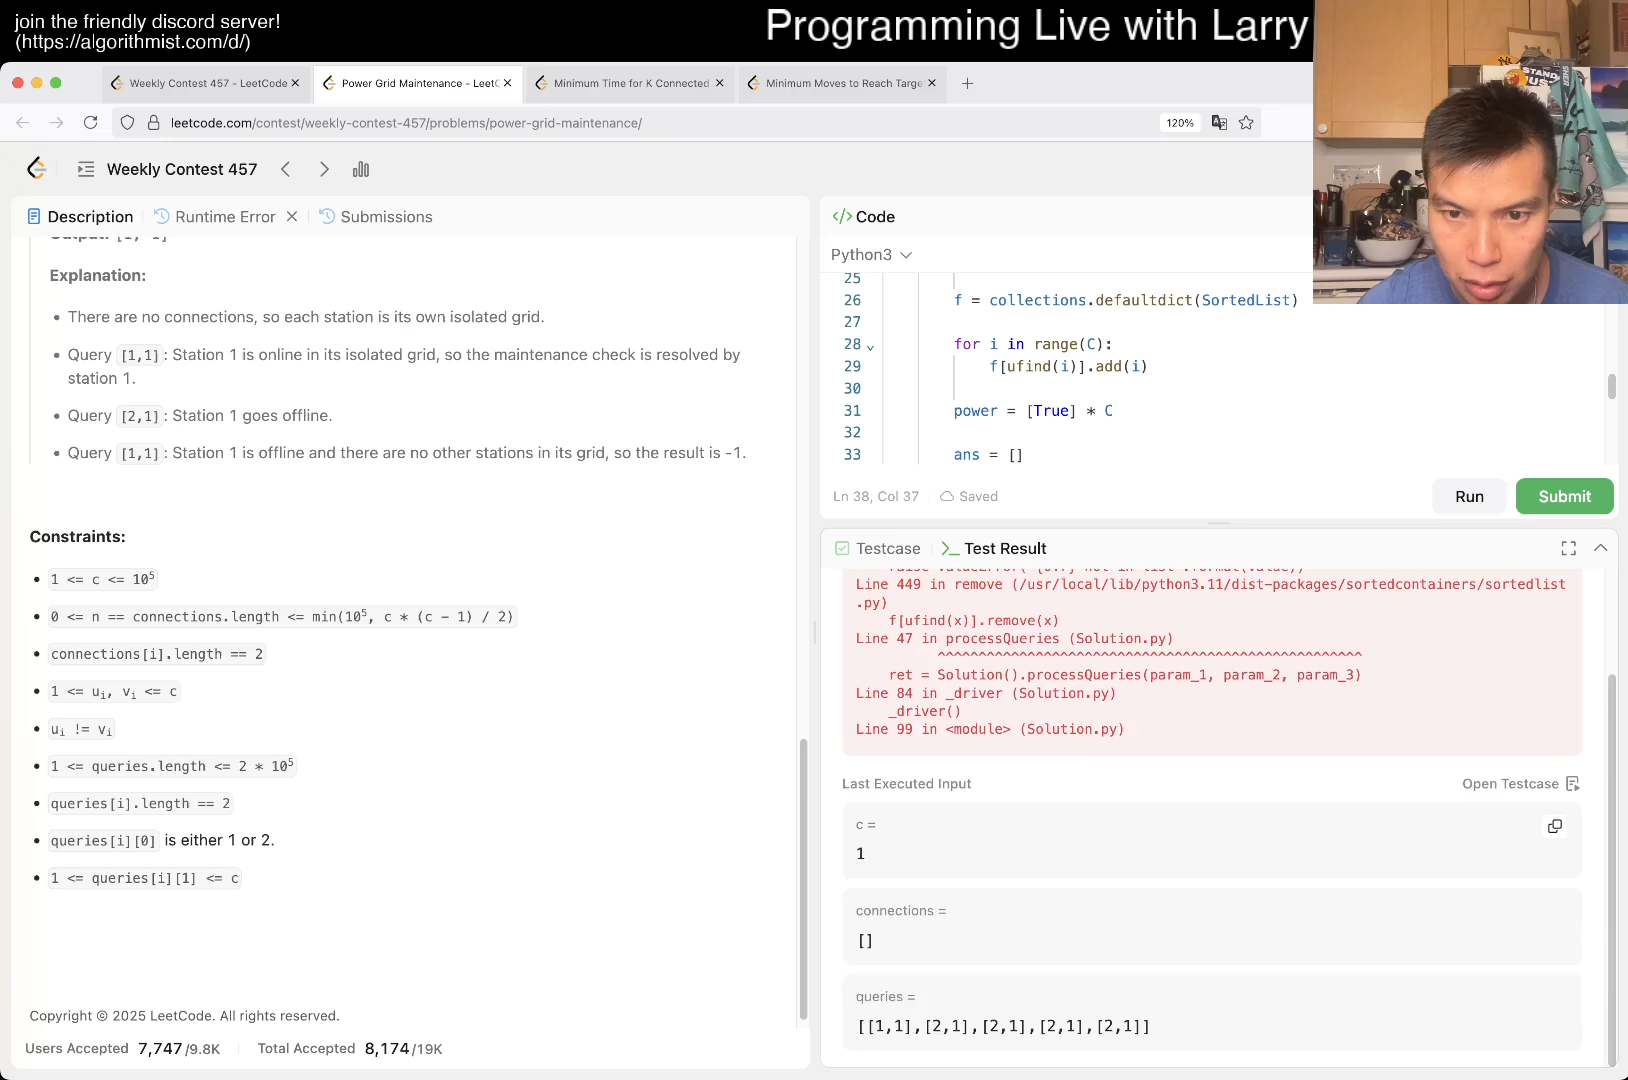 join the friendly discord server!
(https://algorithmist.com/d/)
Programming Live with Larry
Weekly Contest 457 - LeetCode
Power Grid Maintenance - LeetC
Minimum Time for K Connected
Minimum Moves to Reach Targe
leetcode.com/contest/weekly-contest-457/problems/power-grid-maintenance/
120%
Weekly Contest 457
Description
Runtime Error
Submissions
Explanation:
• There are no connections, so each station is its own isolated grid.
• Query [1,1]: Station 1 is online in its isolated grid, so the maintenance check is resolved by
station 1.
• Query [2,1]: Station 1 goes offline.
• Query [1,1]: Station 1 is offline and there are no other stations in its grid, so the result is -1.
Constraints:
• 1 <= c <= 10⁵
• 0 <= n == connections.length <= min(10⁵, c * (c - 1) / 2)
• connections[i].length == 2
• 1 <= uᵢ, vᵢ <= c
• uᵢ != vᵢ
• 1 <= queries.length <= 2 * 10⁵
• queries[i].length == 2
• queries[i][0] is either 1 or 2.
• 1 <= queries[i][1] <= c
Copyright © 2025 LeetCode. All rights reserved.
Users Accepted 7,747/9.8K
Total Accepted 8,174/19K
</> Code
Python3
25
26 f = collections.defaultdict(SortedList)
27
28 for i in range(C):
29 f[ufind(i)].add(i)
30
31 power = [True] * C
32
33 ans = []
Ln 38, Col 37
Saved
Run
Submit
Testcase
Test Result
Line 449 in remove (/usr/local/lib/python3.11/dist-packages/sortedcontainers/sortedlist
.py)
f[ufind(x)].remove(x)
Line 47 in processQueries (Solution.py)
^^^^^^^^^^^^^^^^^^^^^^^^^^^^^^^^^^^^^^^^^^^^^^^^^^^^
ret = Solution().processQueries(param_1, param_2, param_3)
Line 84 in _driver (Solution.py)
_driver()
Line 99 in <module> (Solution.py)
Last Executed Input
Open Testcase
c =
1
connections =
[]
queries =
[[1,1],[2,1],[2,1],[2,1],[2,1]]
STAND